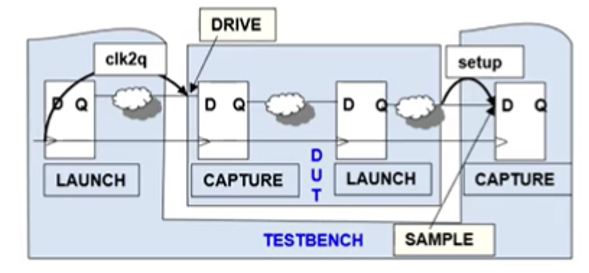 DRIVE
clk2q
setup
D Q
D Q
D Q
D Q
LAUNCH
CAPTURE
D
U
T
LAUNCH
CAPTURE
TESTBENCH
SAMPLE